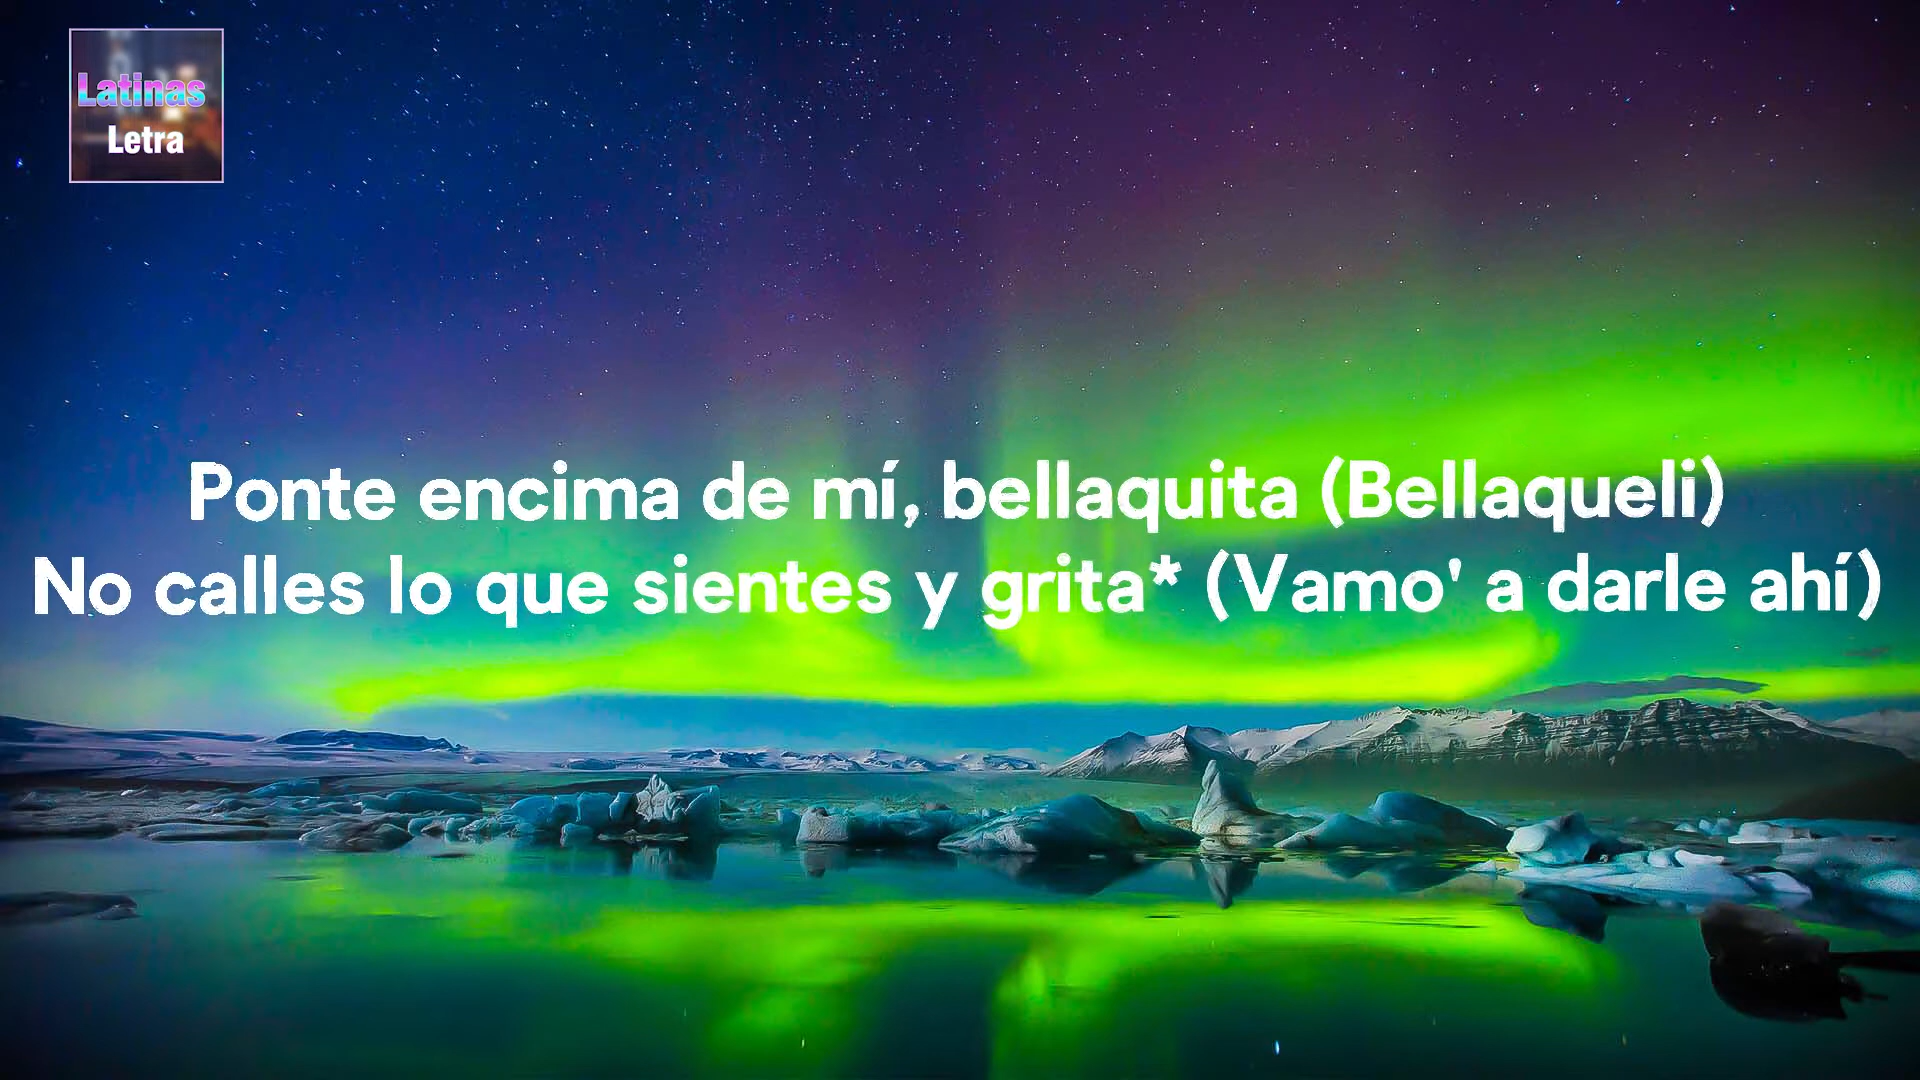 Latinas
Letra
Ponte encima de mí, bellaquita (Bellaqueli)
No calles lo que sientes y grita* (Vamo' a darle ahí)